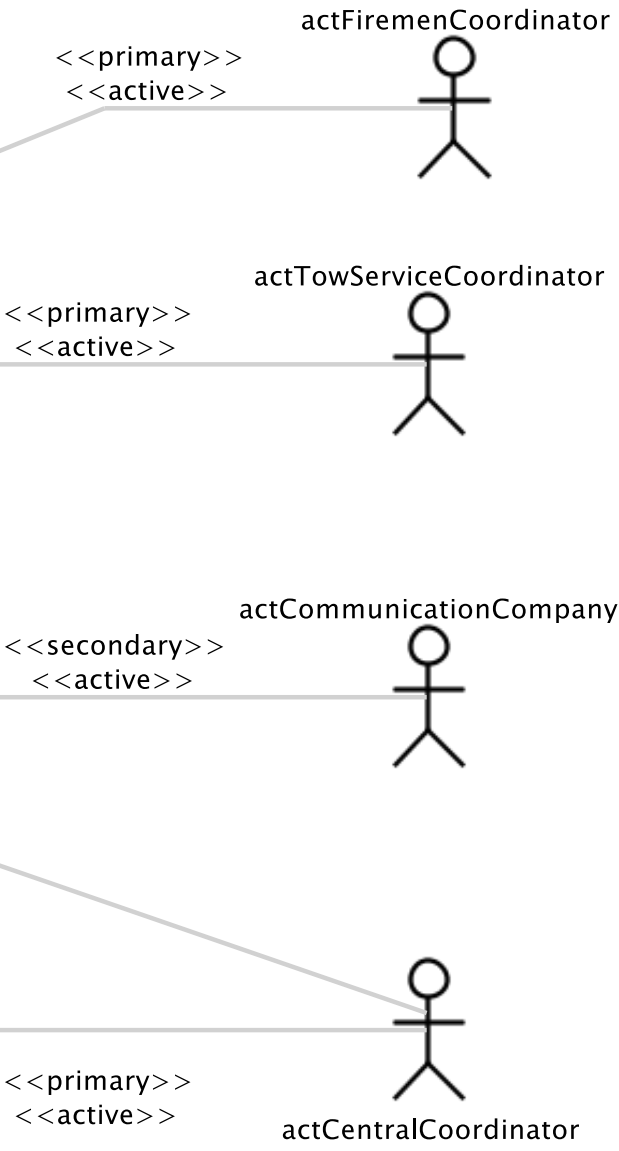 actFiremenCoordinator
<<primary>>
<<active>>
actTowServiceCoordinator
<<primary>>
<<active>>
actCommunicationCompany
<<secondary>>
<<active>>
<<primary>>
<<active>>
actCentralCoordinator